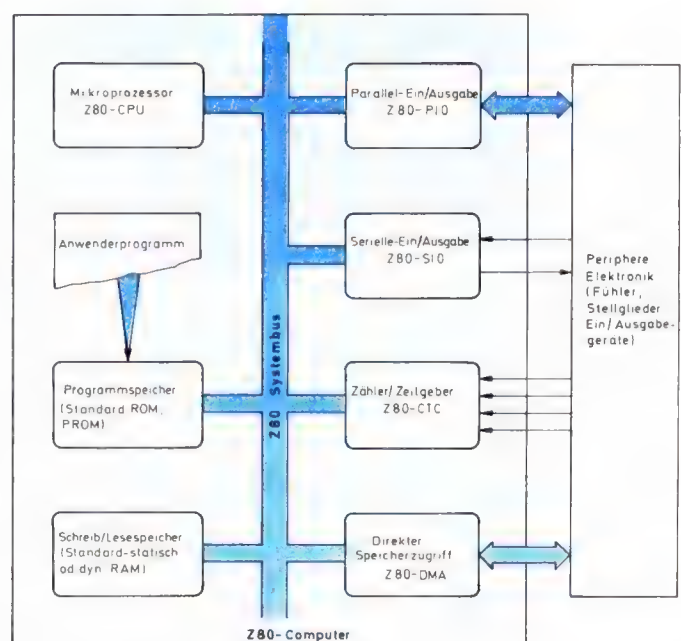 Mikroprozessor
Z80-CPU
Parallel-Ein/Ausgabe
Z80-PIO
Anwenderprogramm
Serielle-Ein/Ausgabe
Z80-SIO
Periphere
Elektronik
(Fühler,
Stellglieder
Ein/Ausgabe-
geräte)
Programmspeicher
(Standard ROM,
PROM)
Z80 Systembus
Zähler/Zeitgeber
Z80-CTC
Schreib/Lesespeicher
(Standard-statisch
od dyn. RAM)
Direkter
Speicherzugriff
Z80-DMA
Z80-Computer